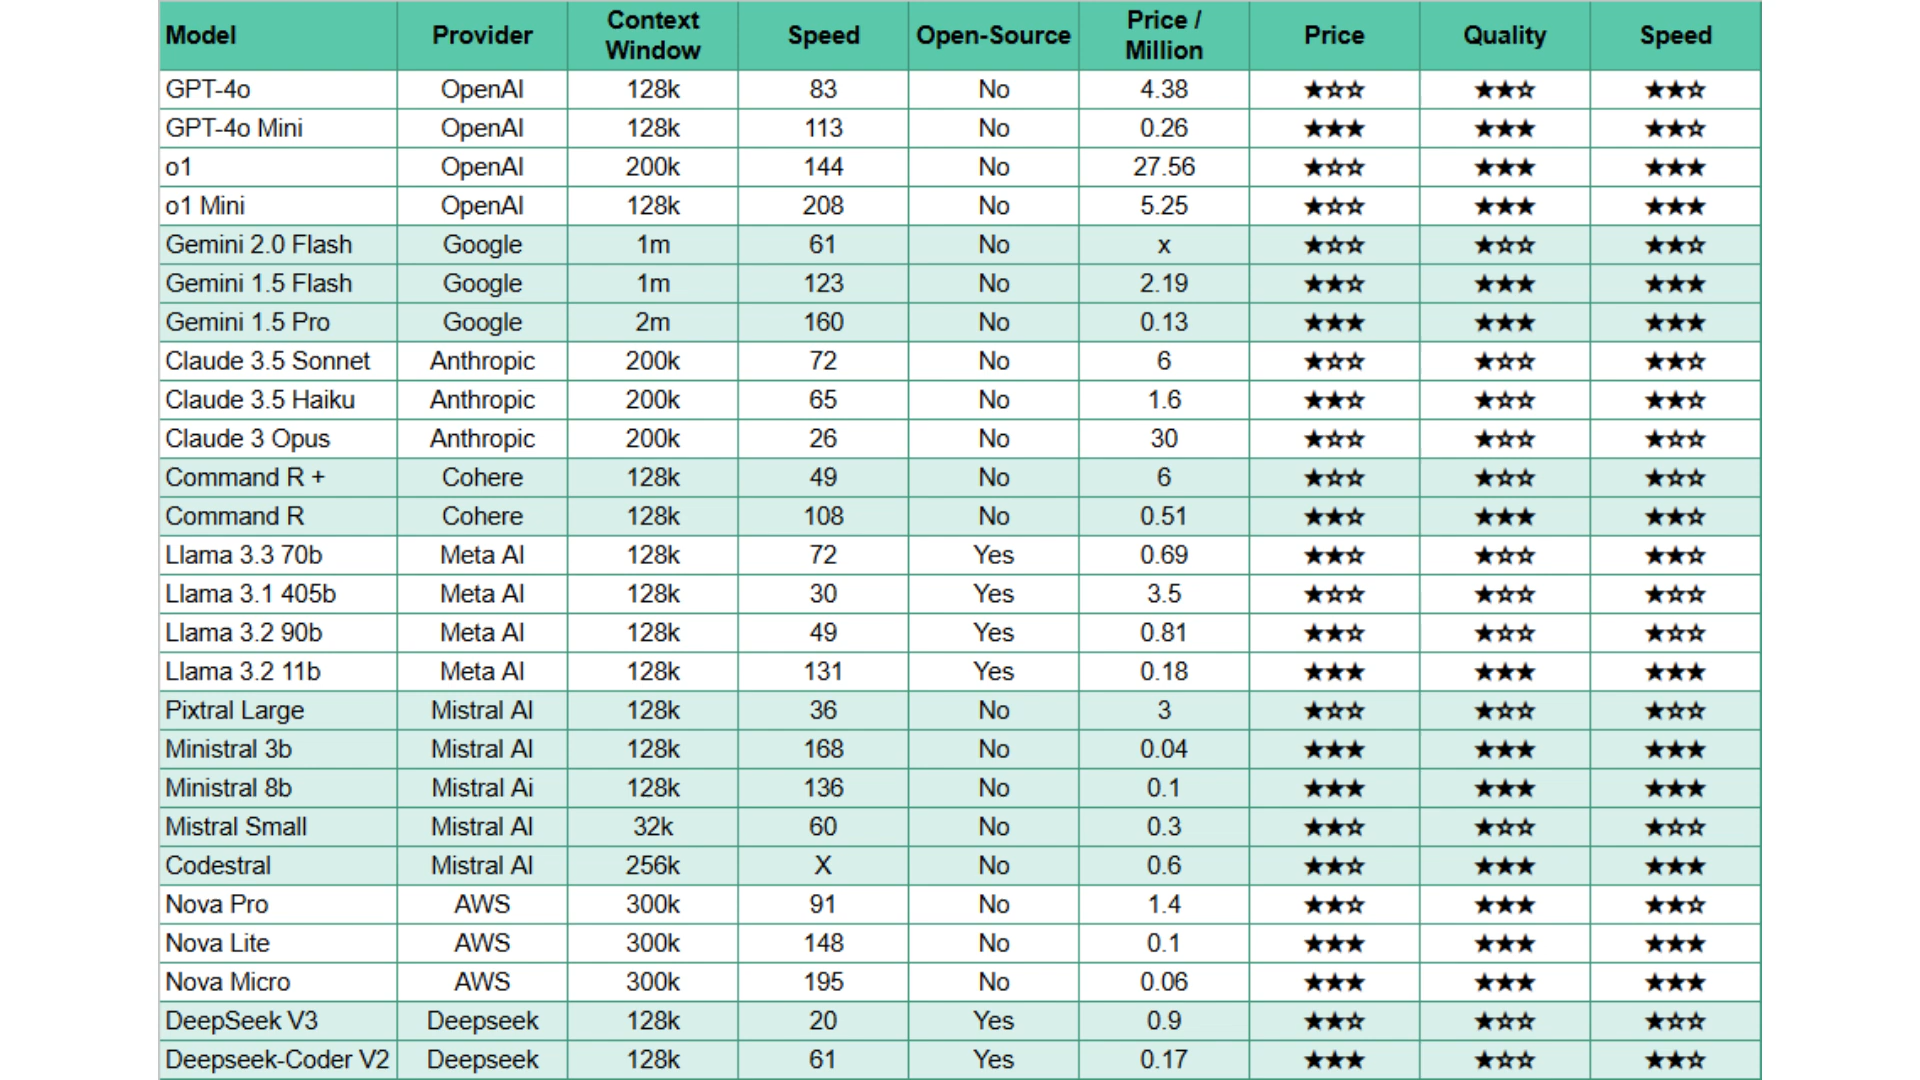 Model Provider Context Window Speed Open-Source Price / Million Price Quality Speed
GPT-4o OpenAI 128k 83 No 4.38 ★☆☆ ★★☆ ★★☆
GPT-4o Mini OpenAI 128k 113 No 0.26 ★★★ ★★★ ★★☆
o1 OpenAI 200k 144 No 27.56 ★☆☆ ★★★ ★★★
o1 Mini OpenAI 128k 208 No 5.25 ★☆☆ ★★★ ★★★
Gemini 2.0 Flash Google 1m 61 No x ★☆☆ ★☆☆ ★★☆
Gemini 1.5 Flash Google 1m 123 No 2.19 ★★☆ ★★★ ★★★
Gemini 1.5 Pro Google 2m 160 No 0.13 ★★★ ★★★ ★★★
Claude 3.5 Sonnet Anthropic 200k 72 No 6 ★☆☆ ★☆☆ ★★☆
Claude 3.5 Haiku Anthropic 200k 65 No 1.6 ★★☆ ★☆☆ ★★☆
Claude 3 Opus Anthropic 200k 26 No 30 ★☆☆ ★☆☆ ★☆☆
Command R + Cohere 128k 49 No 6 ★☆☆ ★☆☆ ★☆☆
Command R Cohere 128k 108 No 0.51 ★★☆ ★★★ ★★☆
Llama 3.3 70b Meta AI 128k 72 Yes 0.69 ★★☆ ★☆☆ ★★☆
Llama 3.1 405b Meta AI 128k 30 Yes 3.5 ★☆☆ ★☆☆ ★☆☆
Llama 3.2 90b Meta AI 128k 49 Yes 0.81 ★★☆ ★☆☆ ★☆☆
Llama 3.2 11b Meta AI 128k 131 Yes 0.18 ★★★ ★★★ ★★★
Pixtral Large Mistral AI 128k 36 No 3 ★☆☆ ★☆☆ ★☆☆
Ministral 3b Mistral AI 128k 168 No 0.04 ★★★ ★★★ ★★★
Ministral 8b Mistral Ai 128k 136 No 0.1 ★★★ ★★★ ★★★
Mistral Small Mistral AI 32k 60 No 0.3 ★★☆ ★☆☆ ★☆☆
Codestral Mistral AI 256k X No 0.6 ★★☆ ★★★ ★★★
Nova Pro AWS 300k 91 No 1.4 ★★☆ ★★★ ★★☆
Nova Lite AWS 300k 148 No 0.1 ★★★ ★★★ ★★★
Nova Micro AWS 300k 195 No 0.06 ★★★ ★★★ ★★★
DeepSeek V3 Deepseek 128k 20 Yes 0.9 ★★☆ ★☆☆ ★☆☆
Deepseek-Coder V2 Deepseek 128k 61 Yes 0.17 ★★★ ★☆☆ ★★☆